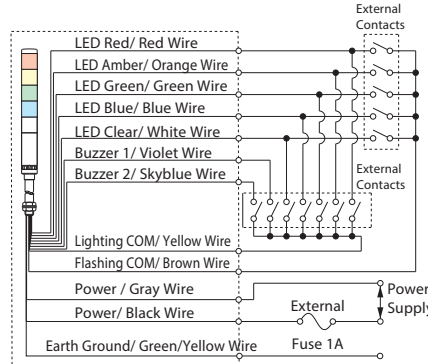 External
Contacts
LED Red/ Red Wire
LED Amber/ Orange Wire
LED Green/ Green Wire
LED Blue/ Blue Wire
LED Clear/ White Wire
Buzzer 1/ Violet Wire
Buzzer 2/ Skyblue Wire
External
Contacts
Lighting COM/ Yellow Wire
Flashing COM/ Brown Wire
Power / Gray Wire
Power/ Black Wire
Power
Supply
External
Fuse 1A
Earth Ground/ Green/Yellow Wire